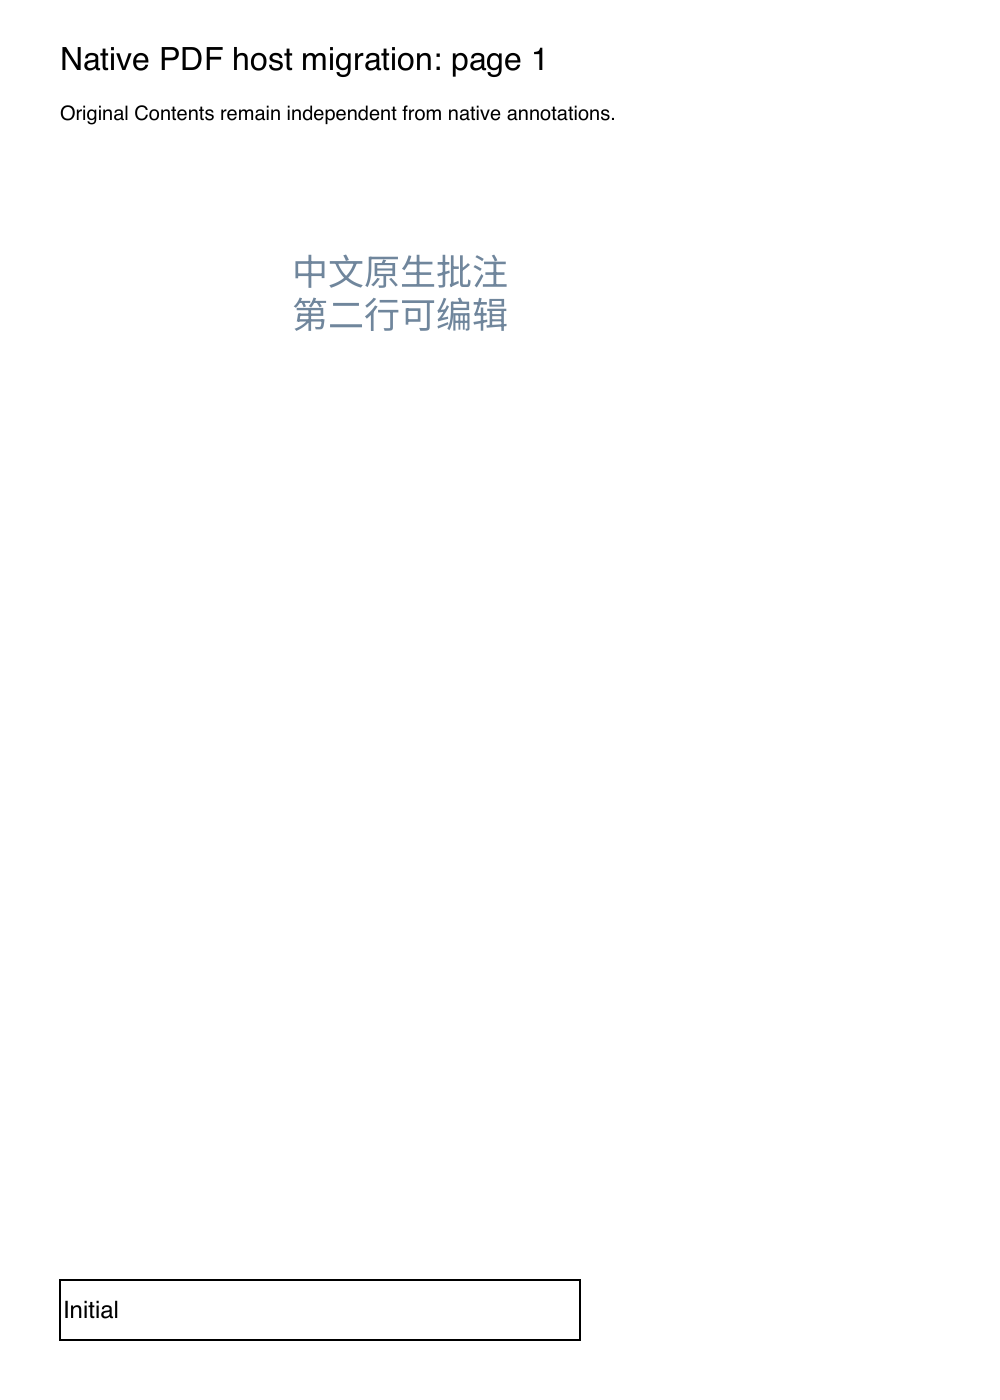 Native PDF host migration: page 1
Original Contents remain independent from native annotations.
中文原生批注
第二行可编辑
Initial